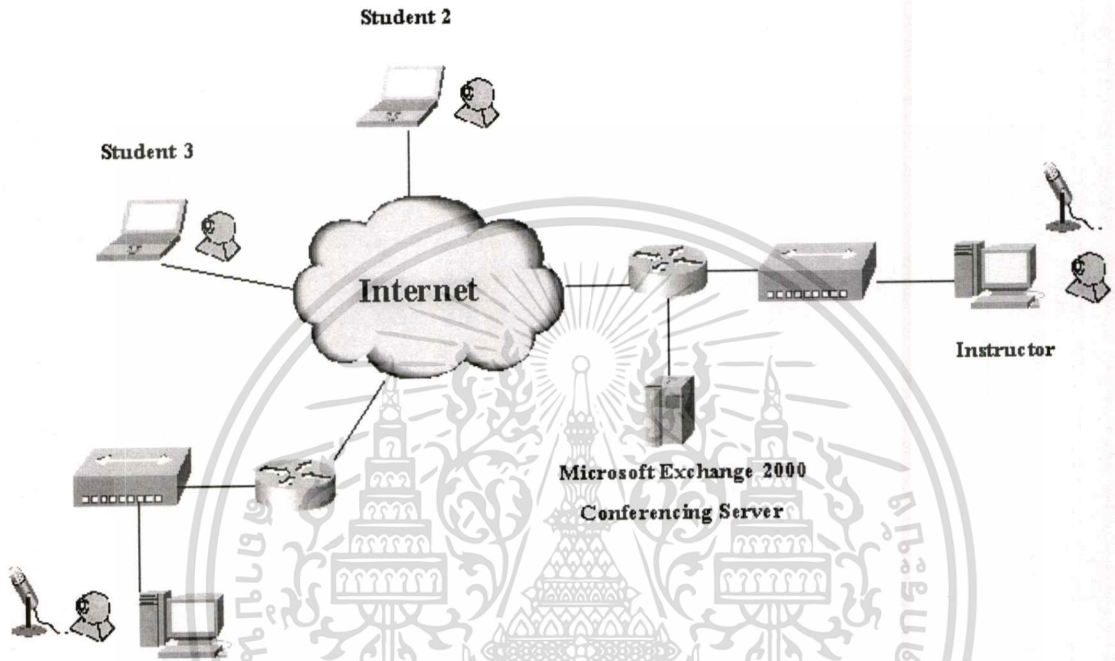 Student 2
Student 3
Internet
Instructor
Microsoft Exchange 2000
Conferencing Server